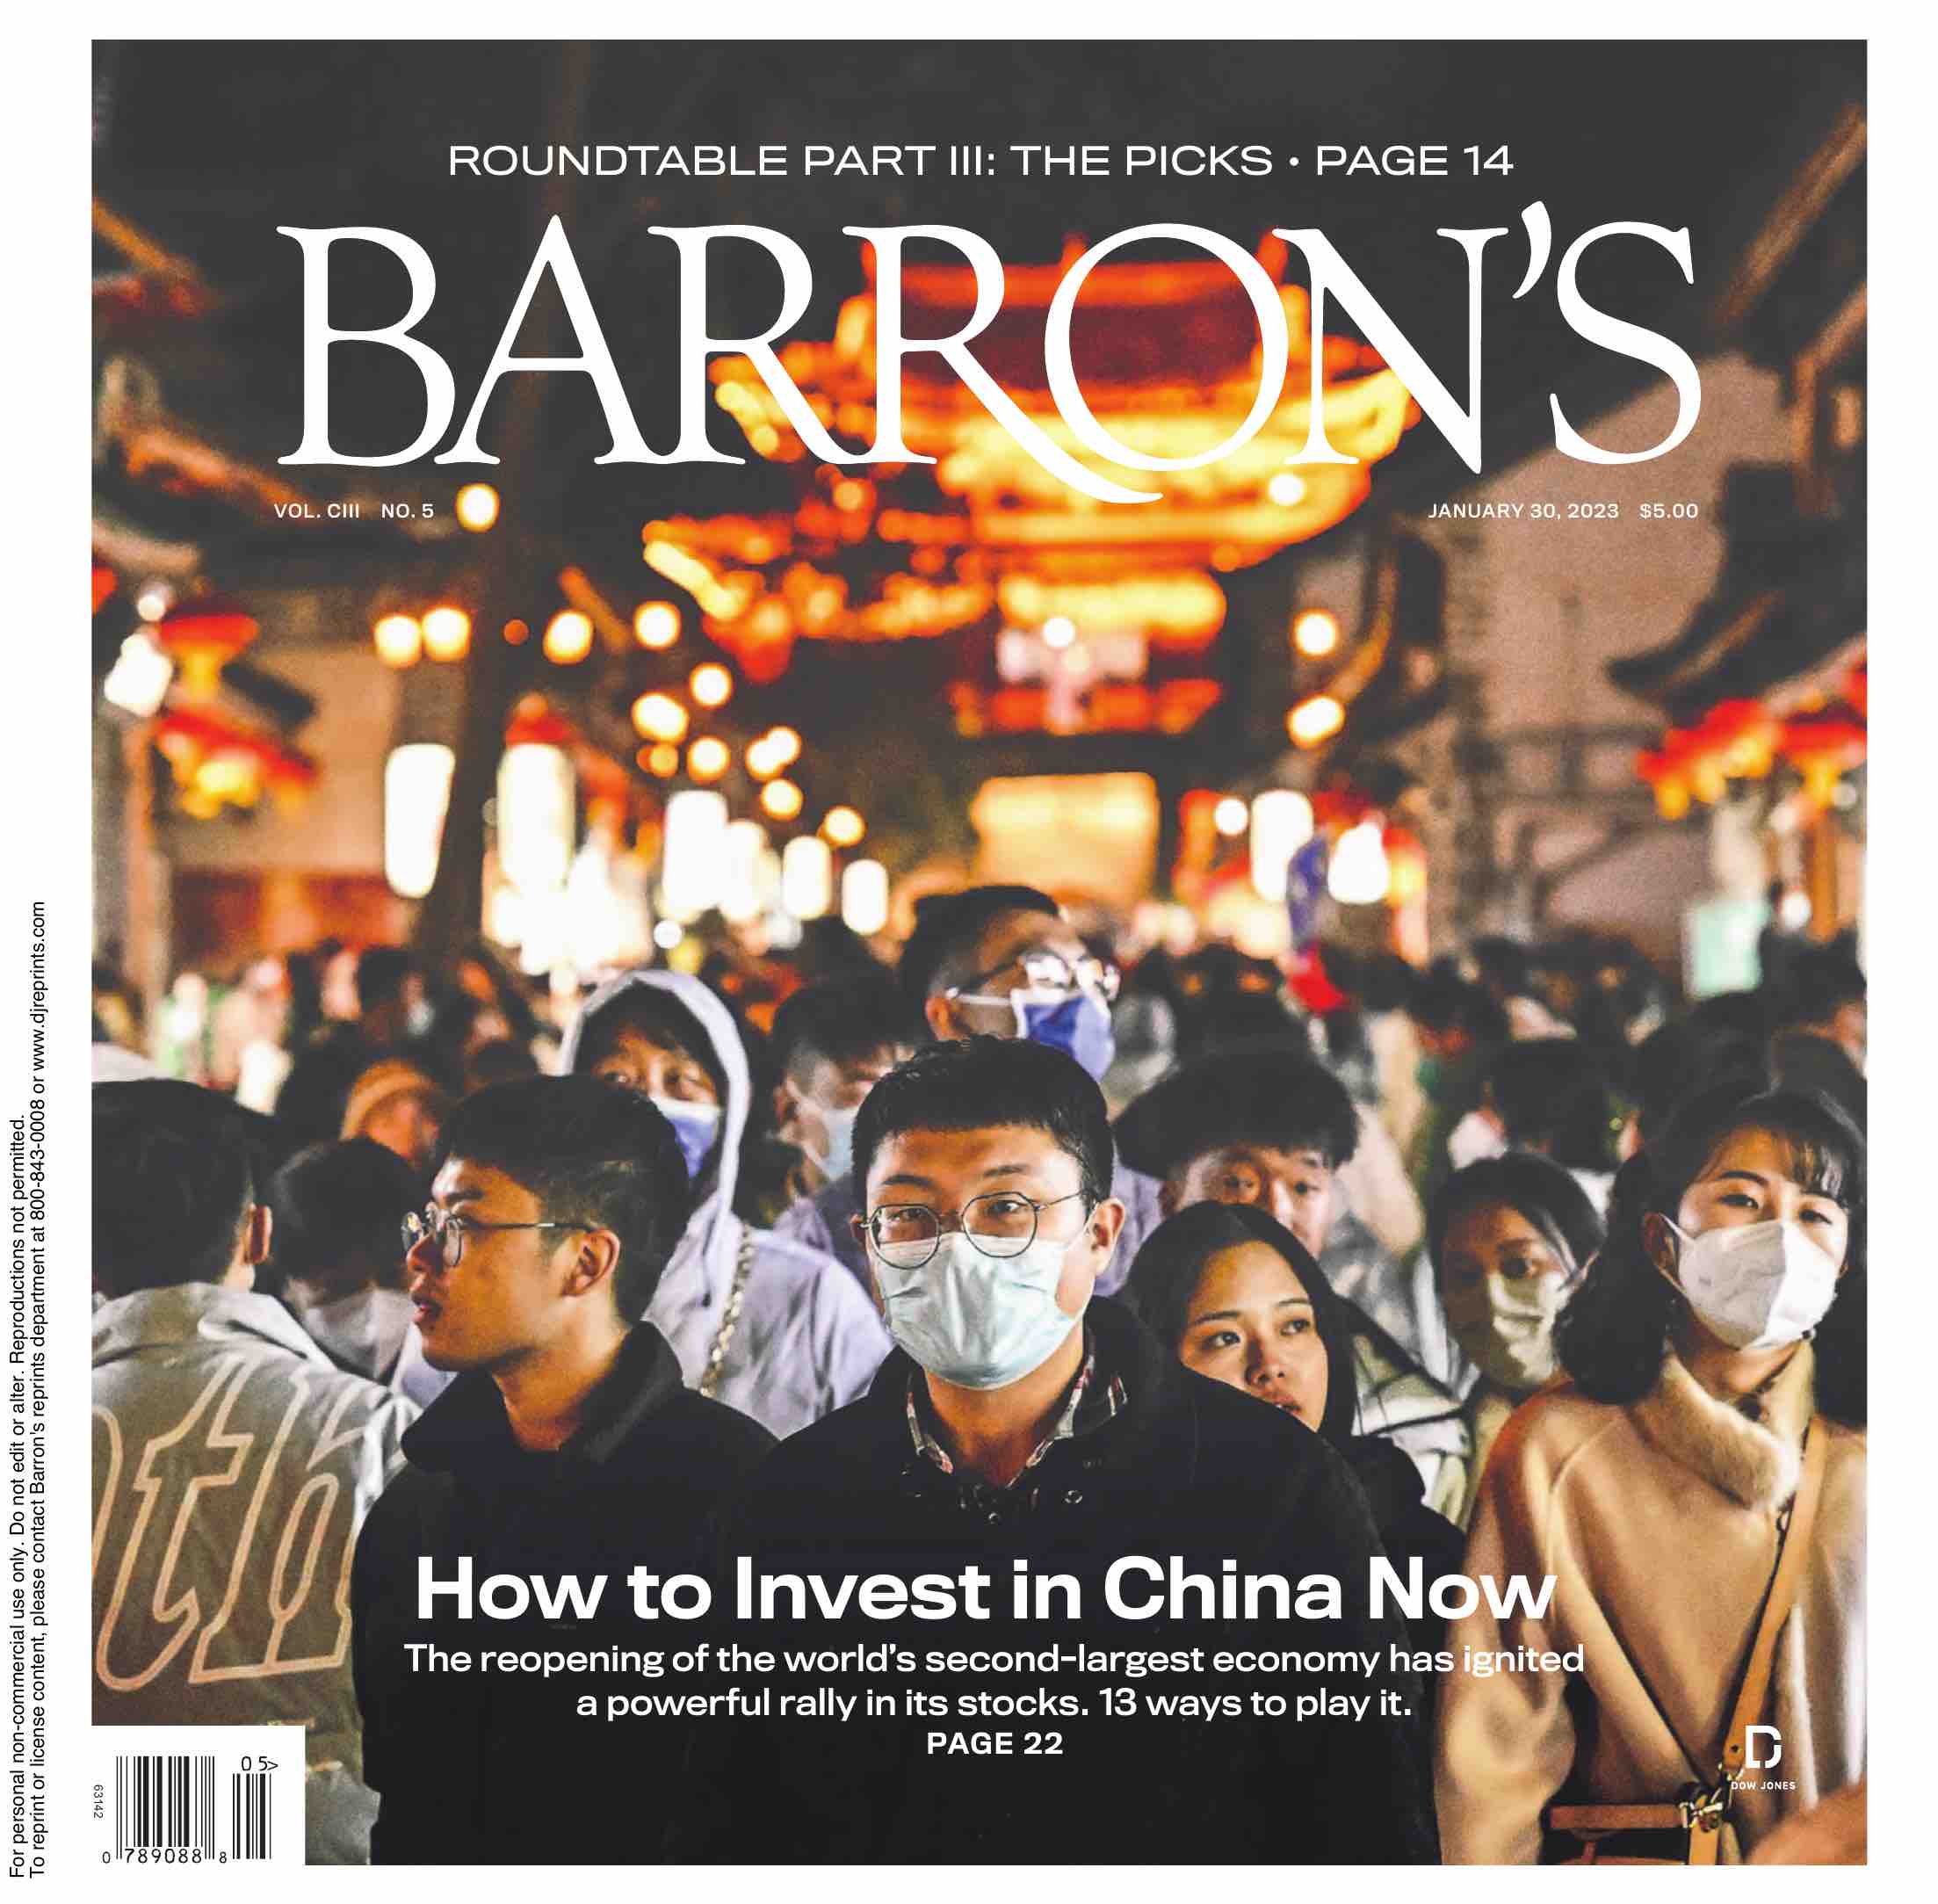 ROUNDTABLE PART III: THE PICKS • PAGE 14
BARRON'S
VOL. CIII NO. 5
JANUARY 30, 2023 $5.00
For personal non-commercial use only. Do not edit or alter. Reproductions not permitted.
To reprint or license content, please contact Barron's reprints department at 800-843-0008 or www.djreprints.com
th
How to Invest in China Now
The reopening of the world's second-largest economy has ignited
a powerful rally in its stocks. 13 ways to play it.
PAGE 22
DOW JONES
05>
63142
0 789088 8